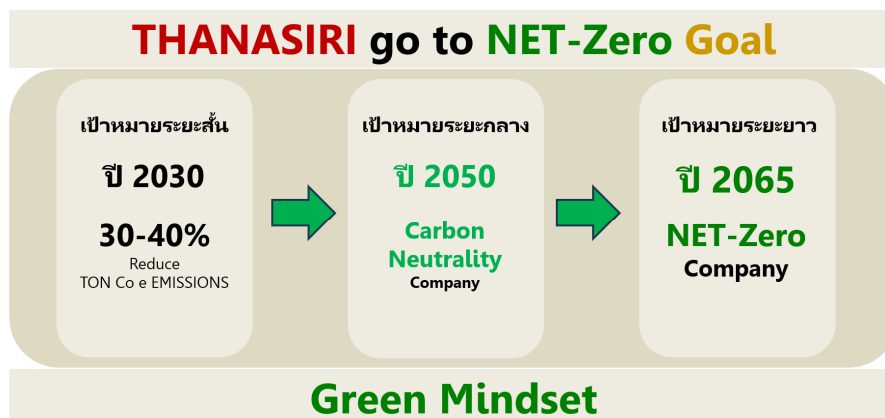 THANASIRI go to NET-Zero Goal
เป้าหมายระยะสั้น
ปี 2030
30-40%
Reduce
TON Co e EMISSIONS
เป้าหมายระยะกลาง
ปี 2050
Carbon
Neutrality
Company
เป้าหมายระยะยาว
ปี 2065
NET-Zero
Company
Green Mindset